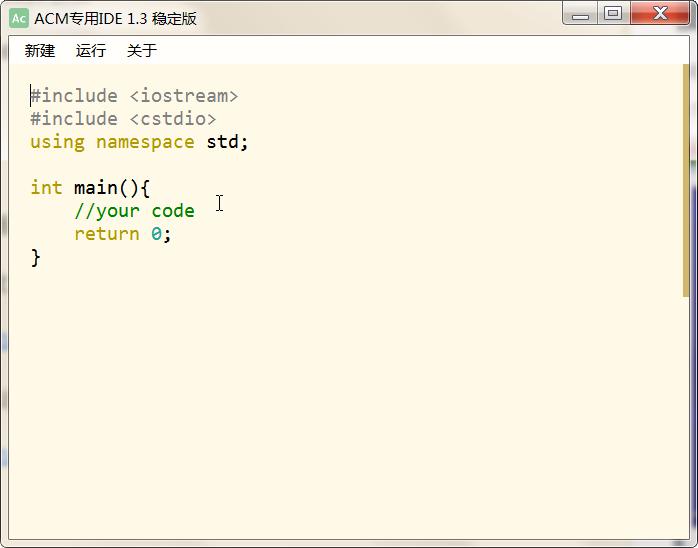 Ac ACM专用IDE 1.3 稳定版
新建 运行 关于
#include <iostream>
#include <cstdio>
using namespace std;
int main(){
    //your code
    return 0;
}